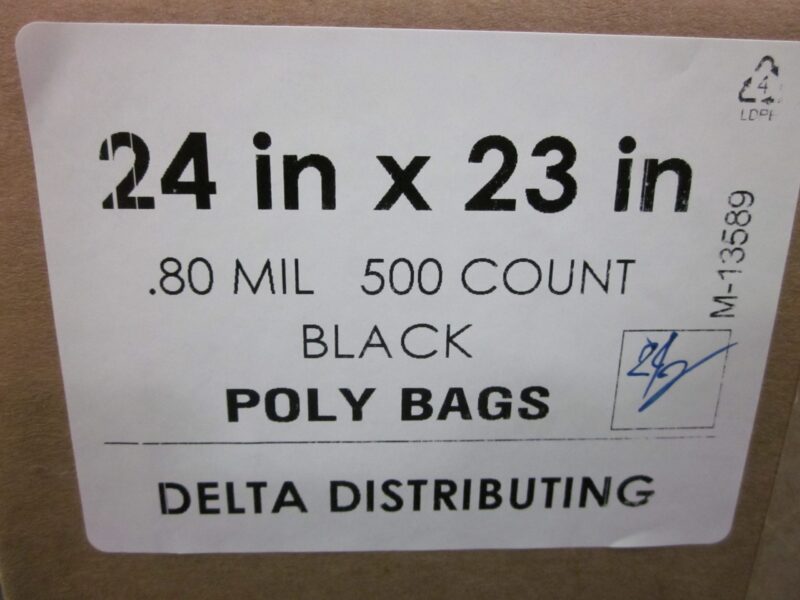 4
LDPE
24 in x 23 in
M-13589
.80 MIL 500 COUNT
BLACK
POLY BAGS
DELTA DISTRIBUTING